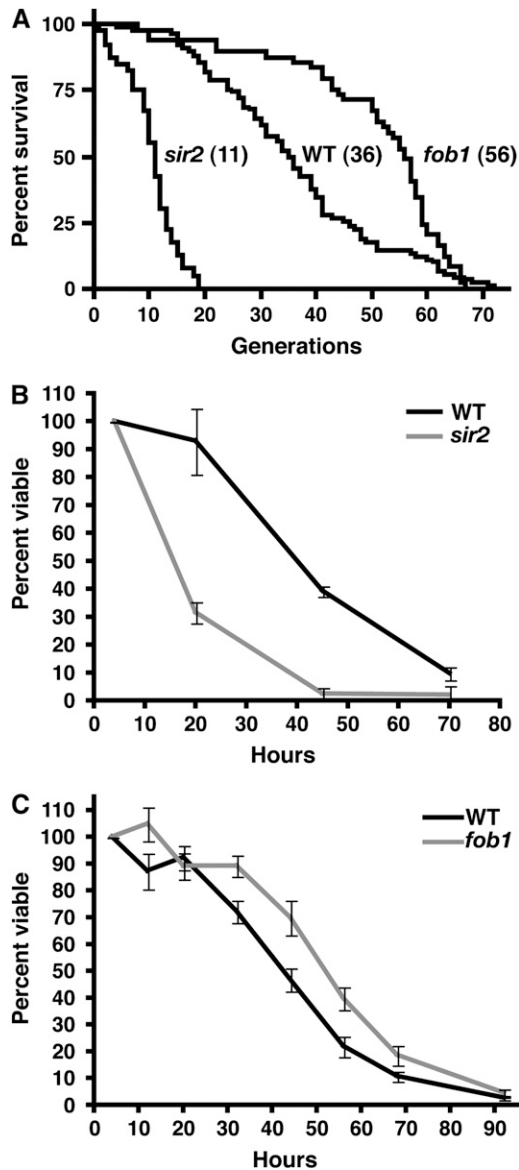 A
Percent survival
100
75
50
25
0
sir2 (11)
WT (36)
fob1 (56)
0 10 20 30 40 50 60 70
Generations
B
Percent viable
110
100
90
80
70
60
50
40
30
20
10
0
WT
sir2
0 10 20 30 40 50 60 70 80
Hours
C
Percent viable
110
100
90
80
70
60
50
40
30
20
10
0
WT
fob1
0 10 20 30 40 50 60 70 80 90
Hours